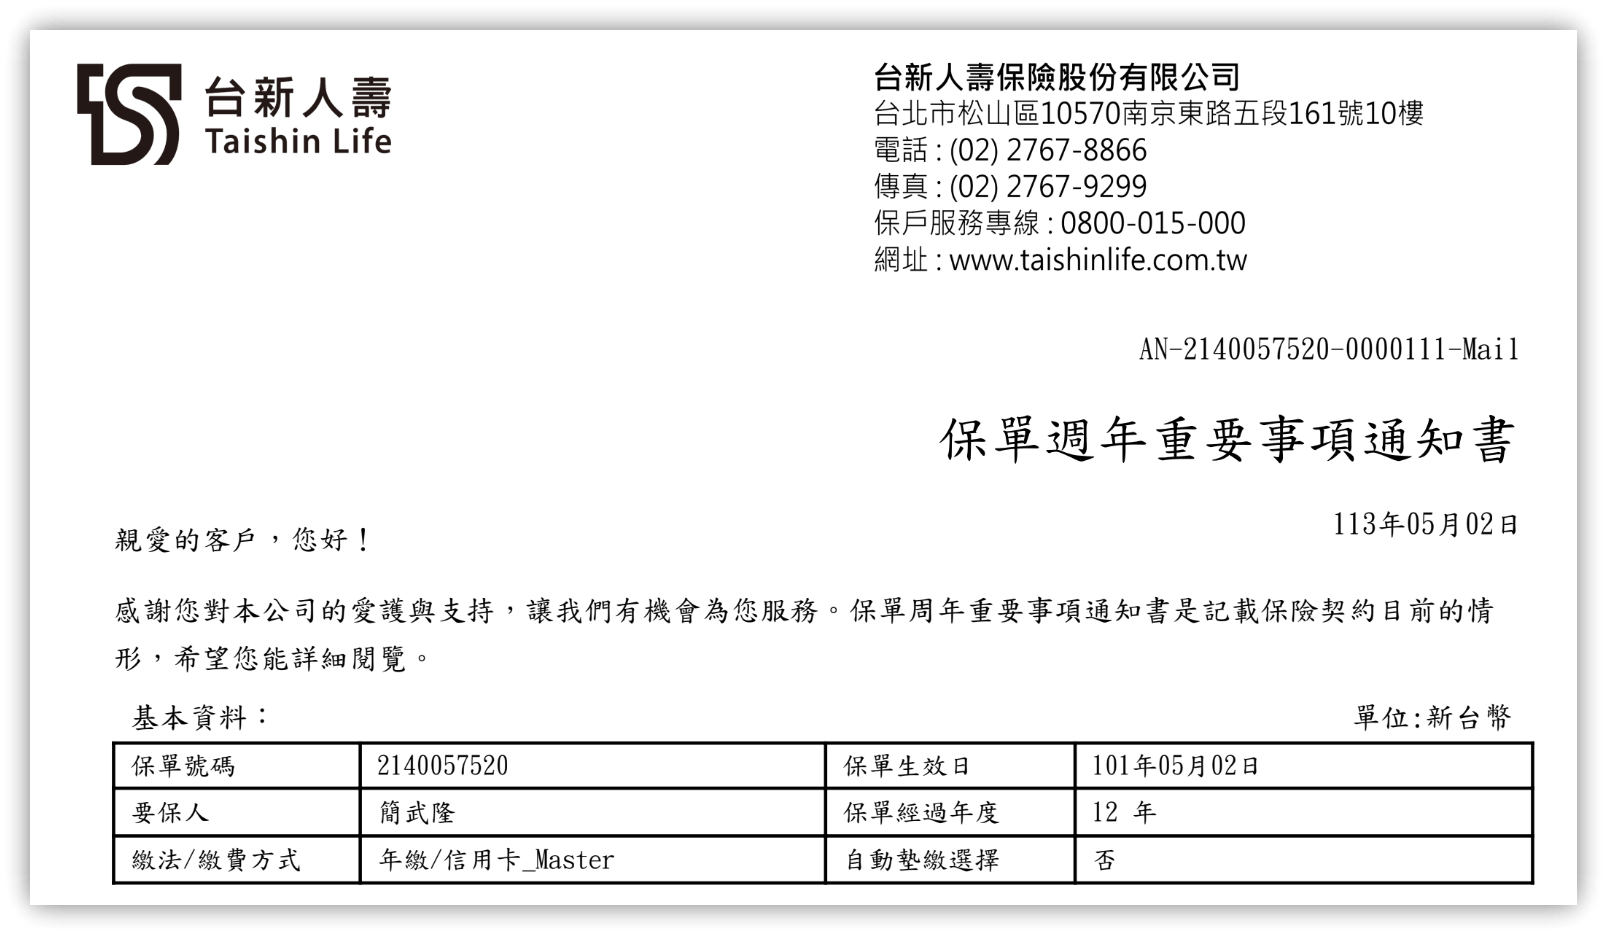 台新人壽
Taishin Life
台新人壽保險股份有限公司
台北市松山區10570南京東路五段161號10樓
電話 : (02) 2767-8866
傳真 : (02) 2767-9299
保戶服務專線 : 0800-015-000
網址 : www.taishinlife.com.tw
AN-2140057520-0000111-Mail
保單週年重要事項通知書
113年05月02日
親愛的客戶，您好！
感謝您對本公司的愛護與支持，讓我們有機會為您服務。保單周年重要事項通知書是記載保險契約目前的情
形，希望您能詳細閱覽。
基本資料： 單位:新台幣
保單號碼 2140057520 保單生效日 101年05月02日
要保人 簡武隆 保單經過年度 12 年
繳法/繳費方式 年繳/信用卡_Master 自動墊繳選擇 否